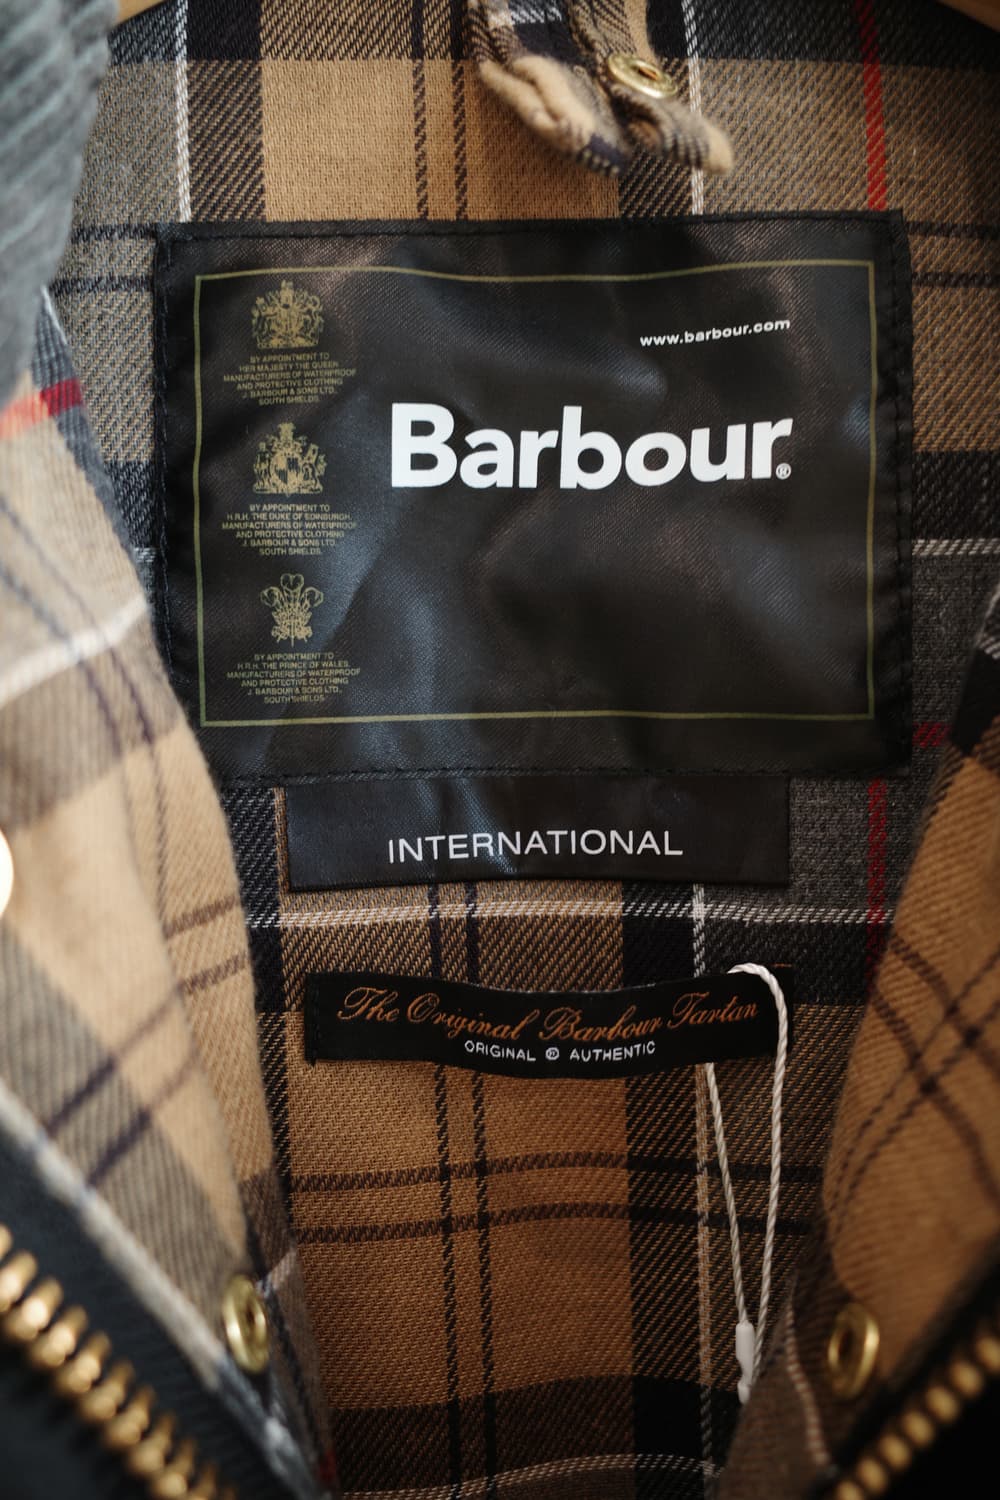 www.barbour.com
Barbour®
BY APPOINTMENT TO
HER MAJESTY THE QUEEN
MANUFACTURERS OF WATERPROOF
AND PROTECTIVE CLOTHING
J. BARBOUR & SONS LTD.,
SOUTH SHIELDS.
BY APPOINTMENT TO
H.R.H. THE DUKE OF EDINBURGH,
MANUFACTURERS OF WATERPROOF
AND PROTECTIVE CLOTHING
J. BARBOUR & SONS LTD.
SOUTH SHIELDS.
BY APPOINTMENT TO
H.R.H. THE PRINCE OF WALES,
MANUFACTURERS OF WATERPROOF
AND PROTECTIVE CLOTHING
J. BARBOUR & SONS LTD.,
SOUTH SHIELDS.
INTERNATIONAL
The Original Barbour Tartan
ORIGINAL ® AUTHENTIC